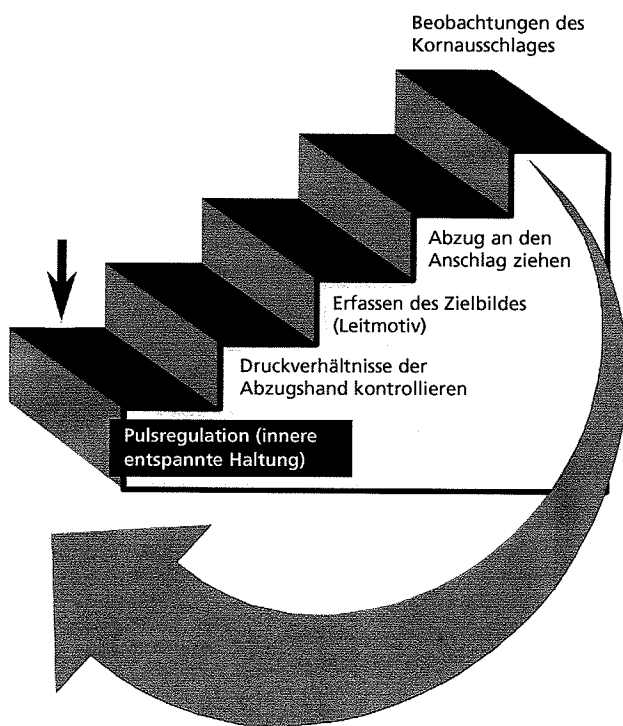 Beobachtungen des
Kornausschlages
Abzug an den
Anschlag ziehen
Erfassen des Zielbildes
(Leitmotiv)
Druckverhältnisse der
Abzugshand kontrollieren
Pulsregulation (innere
entspannte Haltung)